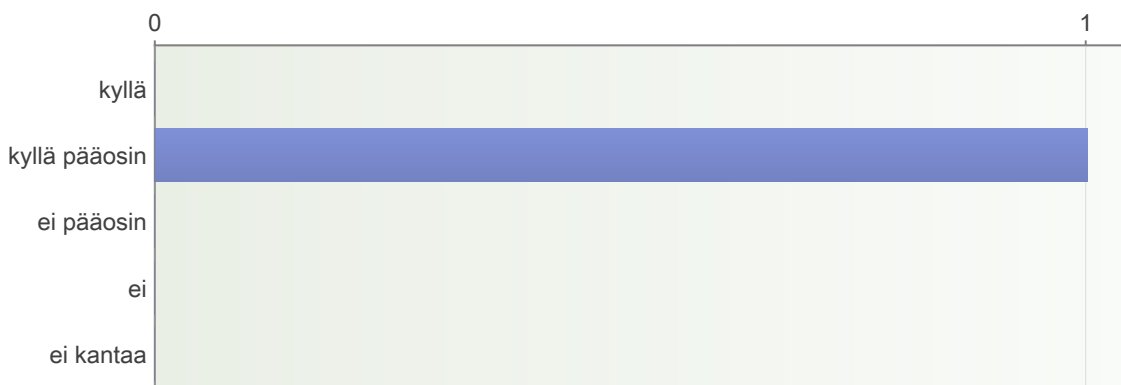 0 1
kyllä
kyllä pääosin
ei pääosin
ei
ei kantaa